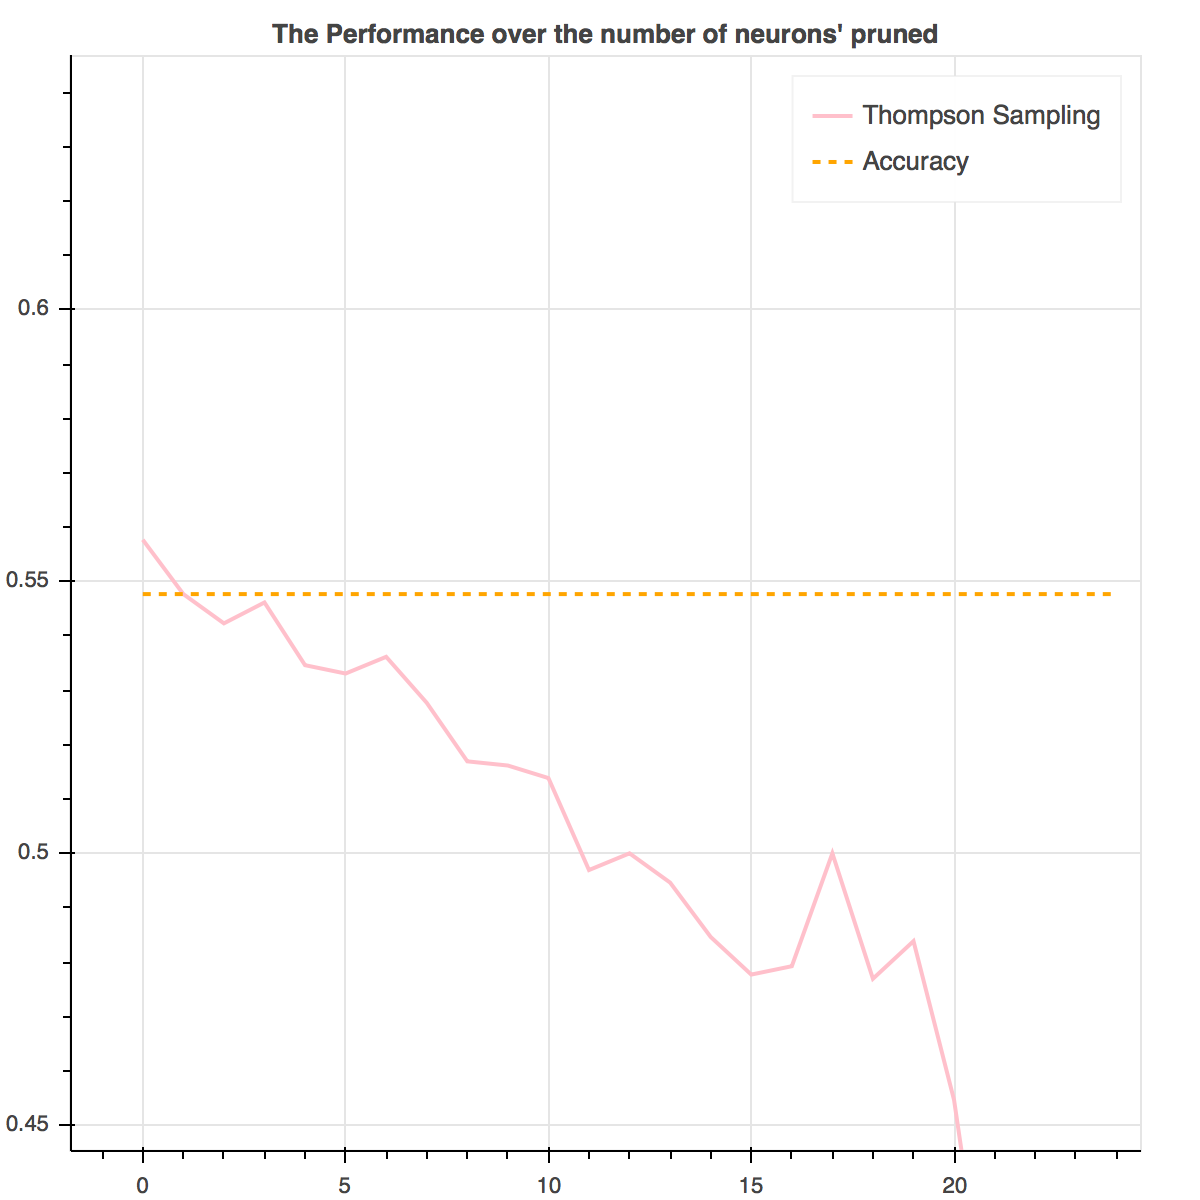 The Performance over the number of neurons' pruned
Thompson Sampling
Accuracy
0.6
0.55
0.5
0.45
0 5 10 15 20